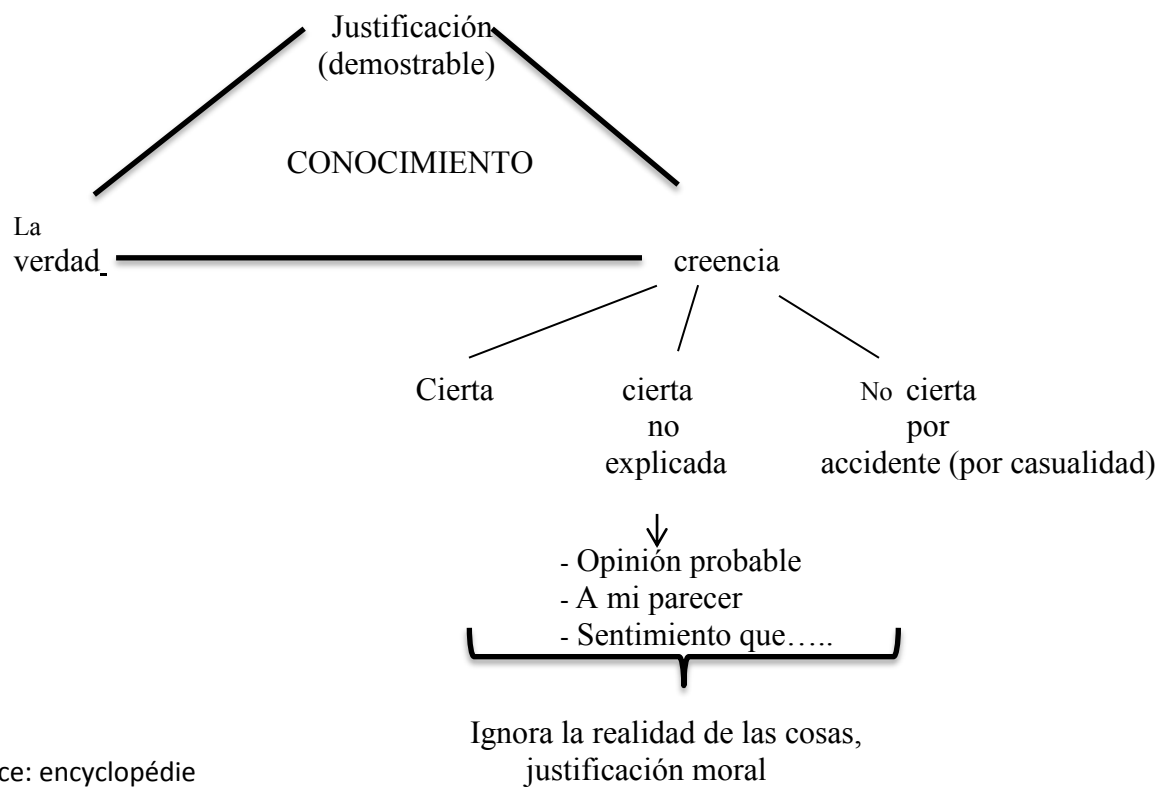 Justificación
(demostrable)
CONOCIMIENTO
La
verdad
creencia
Cierta
cierta
no
explicada
No cierta
por
accidente (por casualidad)
- Opinión probable
- A mi parecer
- Sentimiento que.....
Ignora la realidad de las cosas,
justificación moral
ce: encyclopédie